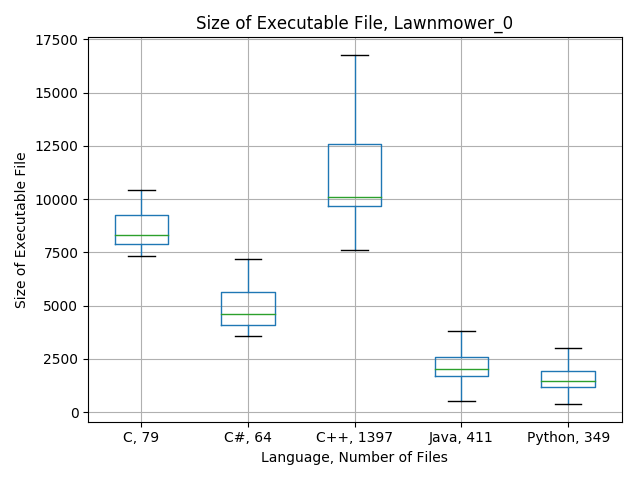 Size of Executable File, Lawnmower_0
17500
15000
12500
10000
7500
5000
2500
0
Size of Executable File
C, 79
C#, 64
C++, 1397
Java, 411
Python, 349
Language, Number of Files